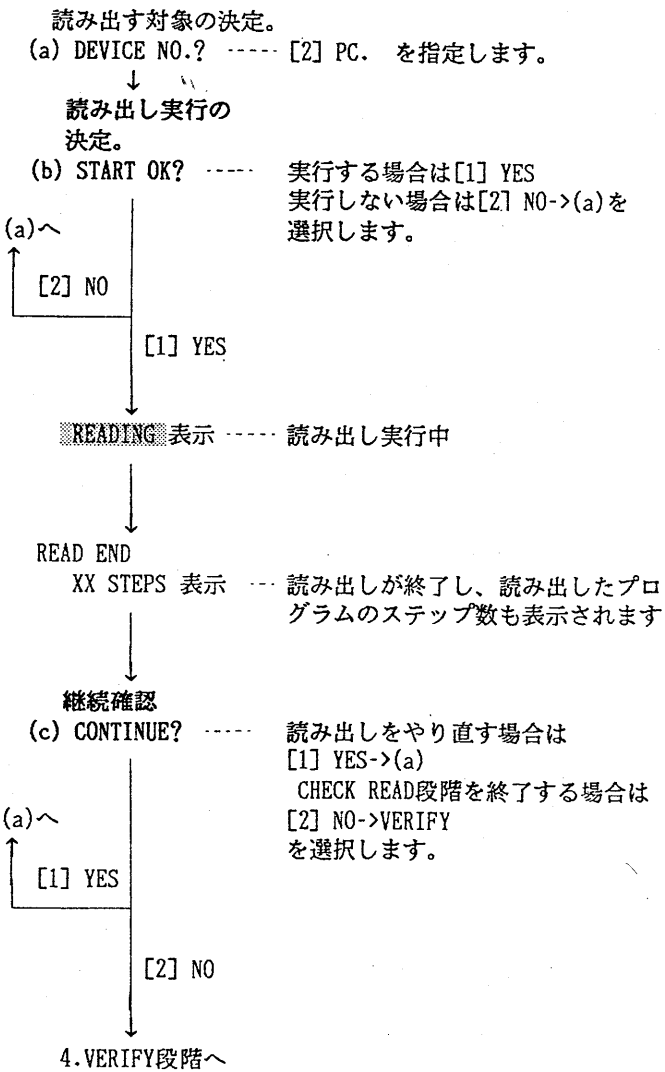 読み出す対象の決定。
(a) DEVICE NO.? ----- [2] PC. を指定します。
↓
読み出し実行の
決定。
(b) START OK? ----- 実行する場合は[1] YES
実行しない場合は[2] NO->(a)を
選択します。
(a)へ
[2] NO
[1] YES
READING 表示 ----- 読み出し実行中
READ END
XX STEPS 表示 --- 読み出しが終了し、読み出したプロ
グラムのステップ数も表示されます
継続確認
(c) CONTINUE? ----- 読み出しをやり直す場合は
[1] YES->(a)
CHECK READ段階を終了する場合は
[2] NO->VERIFY
を選択します。
(a)へ
[1] YES
[2] NO
4.VERIFY段階へ